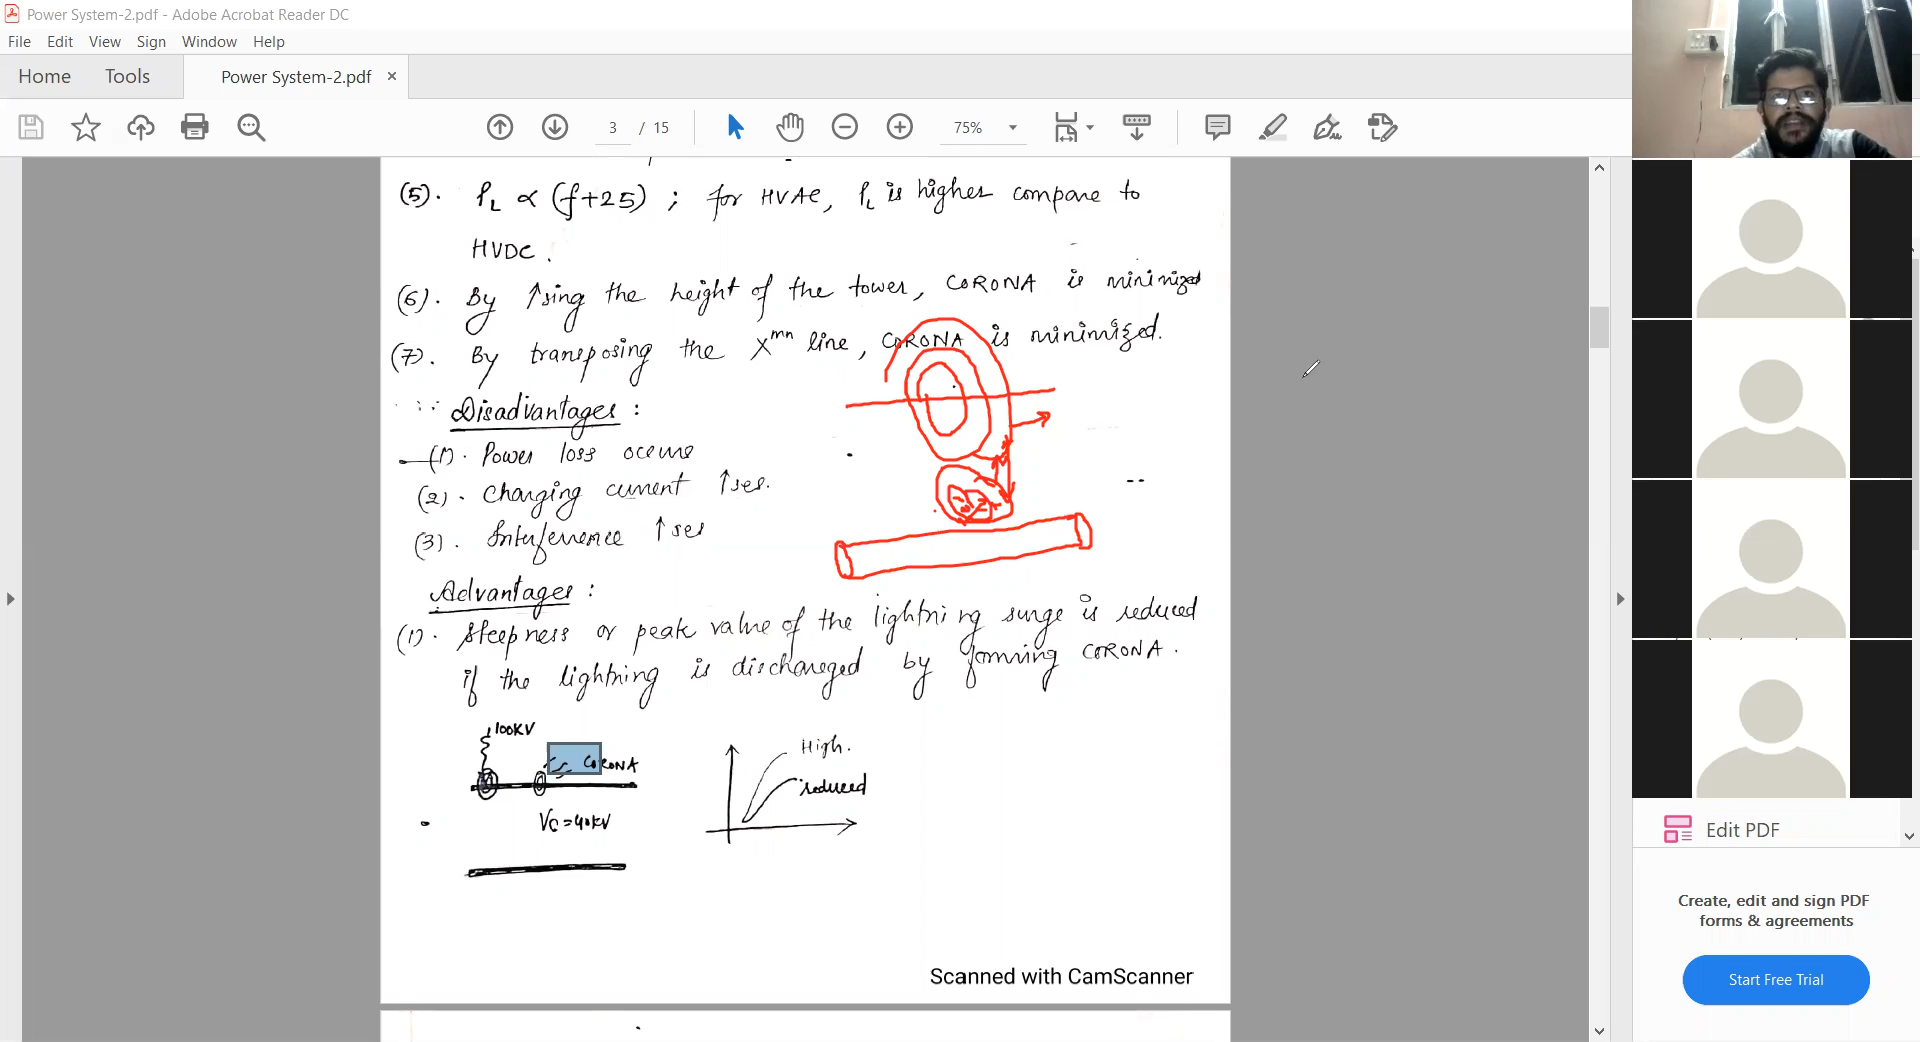 Power System-2.pdf - Adobe Acrobat Reader DC
File Edit View Sign Window Help
Home Tools Power System-2.pdf ×
3 / 15 75%
(5). PL ∝ (f+25) ; for HVAC, PL is higher compare to
HVDC.
(6). By ↑sing the height of the tower, CORONA is minimized
(7). By transposing the Xmn line, CORONA is minimized.
Disadvantages :
(1). Power loss occurs
(2). Charging current ↑ses.
(3). Interference ↑ses
Advantages :
(1). Steepness or peak value of the lightning surge is reduced
if the lightning is discharged by forming CORONA.
100KV
CORONA
High.
reduced
VC = 40KV
Scanned with CamScanner
Edit PDF
Create, edit and sign PDF
forms & agreements
Start Free Trial